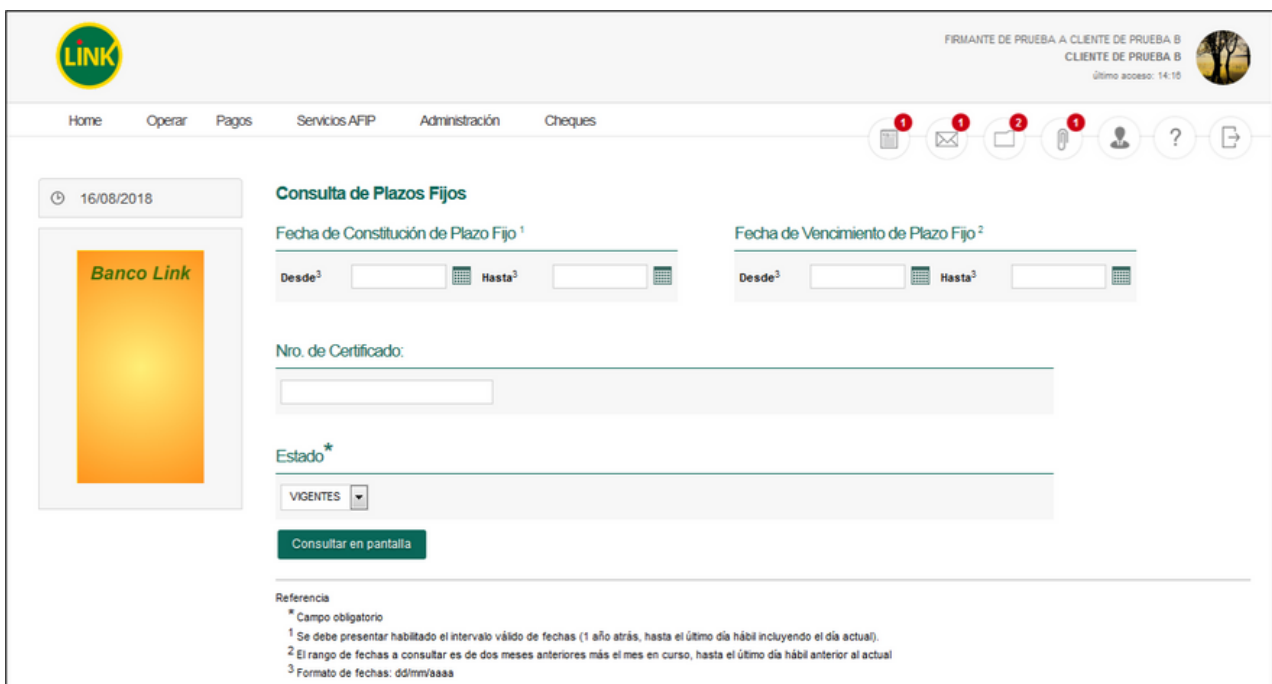 LINK
FIRMANTE DE PRUEBA A CLIENTE DE PRUEBA B
CLIENTE DE PRUEBA B
último acceso: 14:16
Home Operar Pagos Servicios AFIP Administración Cheques
1 1 2 1 ?
16/08/2018
Banco Link
Consulta de Plazos Fijos
Fecha de Constitución de Plazo Fijo 1 Fecha de Vencimiento de Plazo Fijo 2
Desde3 Hasta3 Desde3 Hasta3
Nro. de Certificado:
Estado*
VIGENTES
Consultar en pantalla
Referencia
* Campo obligatorio
1 Se debe presentar habilitado el intervalo válido de fechas (1 año atrás, hasta el último día hábil incluyendo el día actual).
2 El rango de fechas a consultar es de dos meses anteriores más el mes en curso, hasta el último día hábil anterior al actual
3 Formato de fechas: dd/mm/aaaa